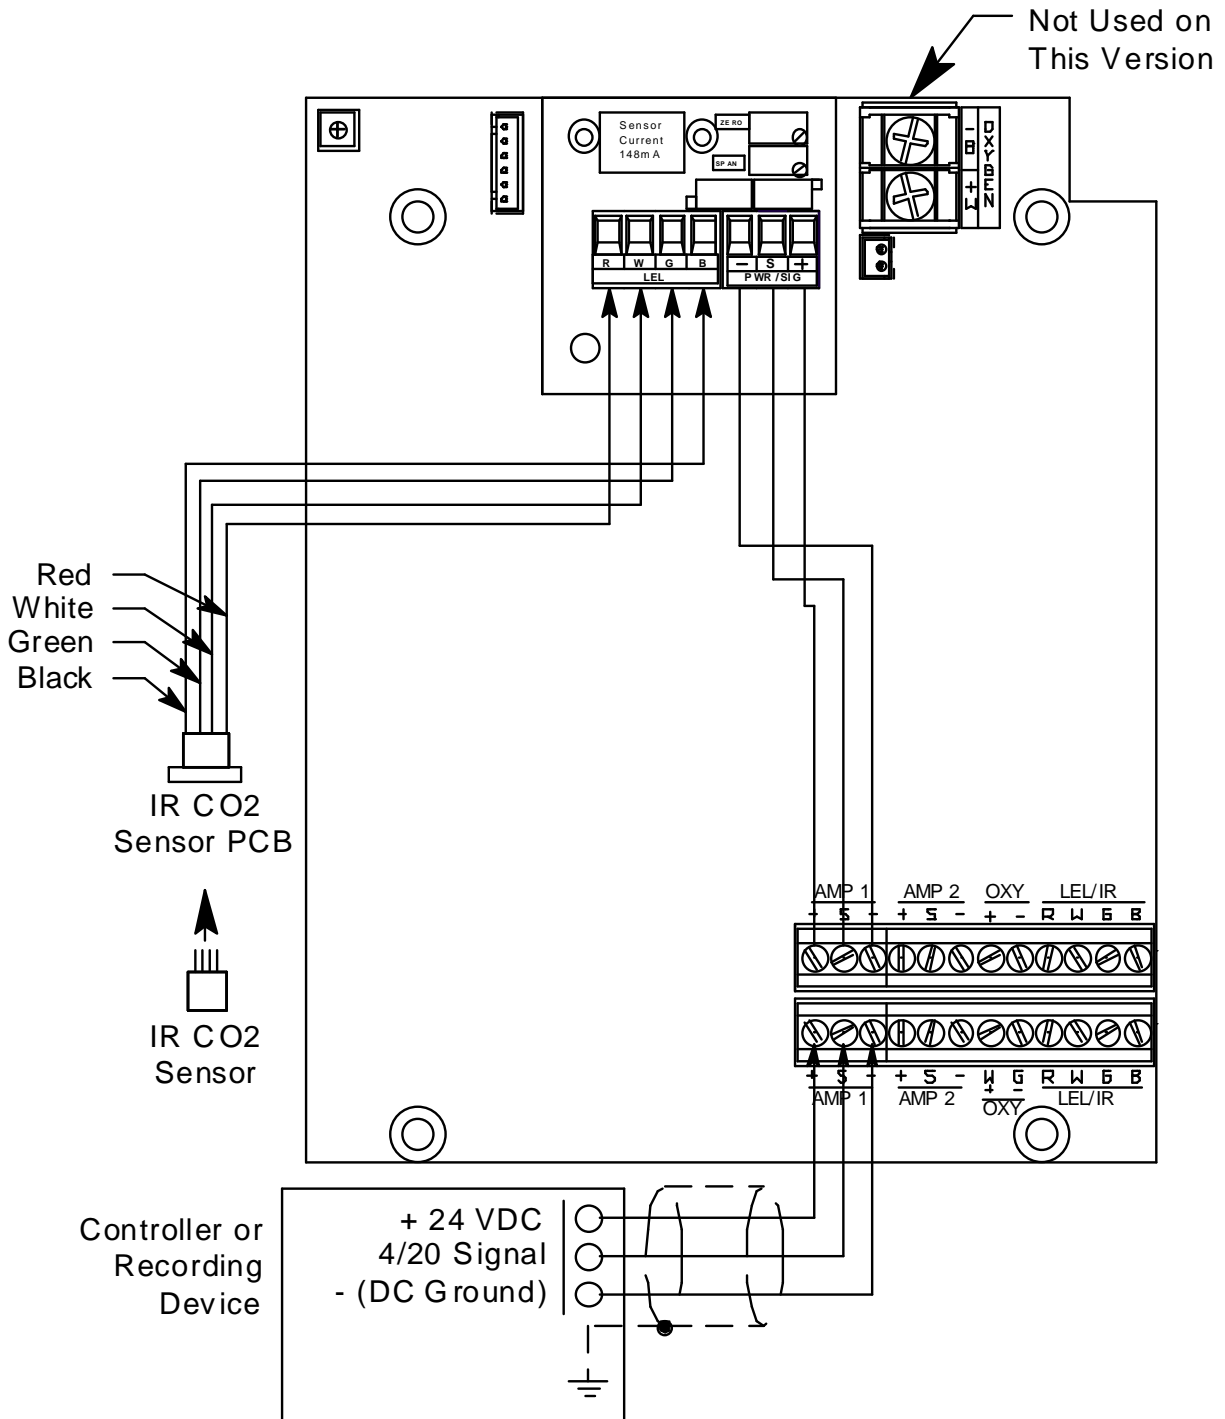 Not Used on
This Version
Sensor
Current
148mA
ZERO
SPAN
- B
+ W
OXYGEN
R W G B
LEL
- S +
PWR/SIG
Red
White
Green
Black
IR CO2
Sensor PCB
IR CO2
Sensor
AMP 1 AMP 2 OXY LEL/IR
- S - + S - + - R W G B
+ S - + S - W G R W G B
+ -
AMP 1 AMP 2 OXY LEL/IR
Controller or
Recording
Device
+ 24 VDC
4/20 Signal
- (DC Ground)